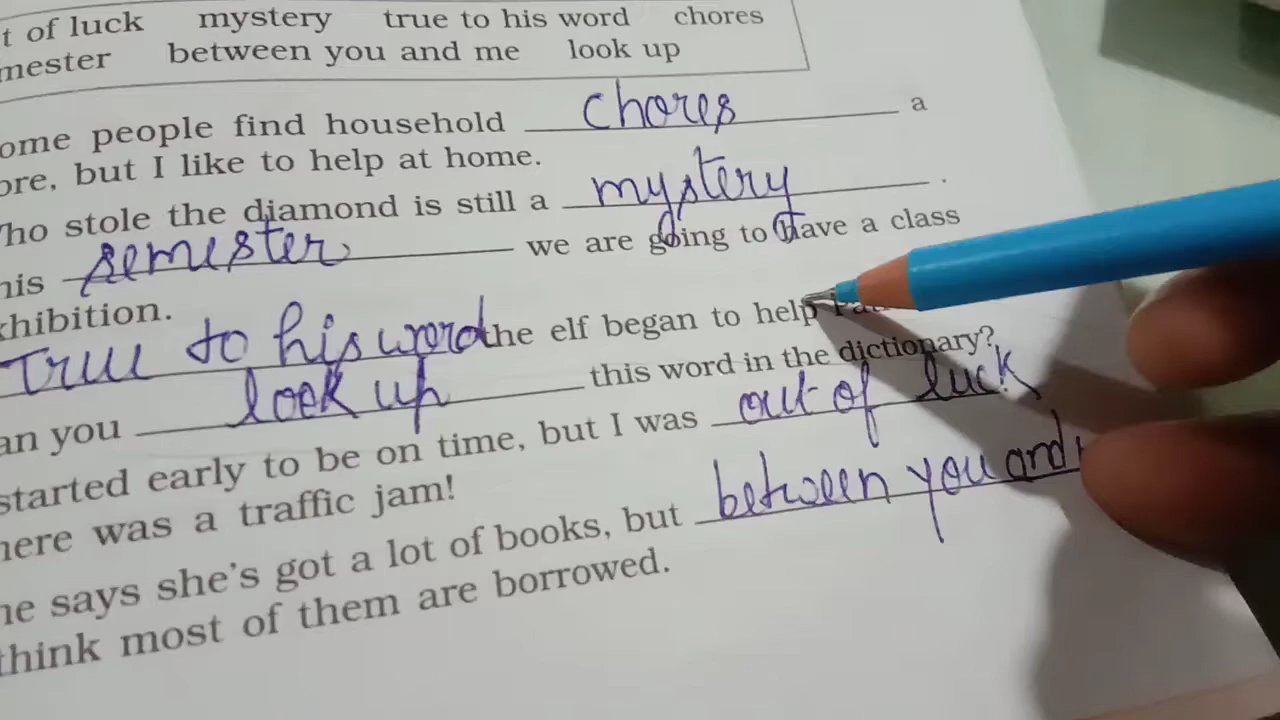 t of luck mystery true to his word chores
mester between you and me look up
ome people find household chores a
ore, but I like to help at home.
ho stole the diamond is still a mystery .
his semester we are going to have a class
hibition.
true to his word the elf began to help
an you look up this word in the dictionary?
started early to be on time, but I was out of luck
here was a traffic jam!
he says she's got a lot of books, but between you and
think most of them are borrowed.